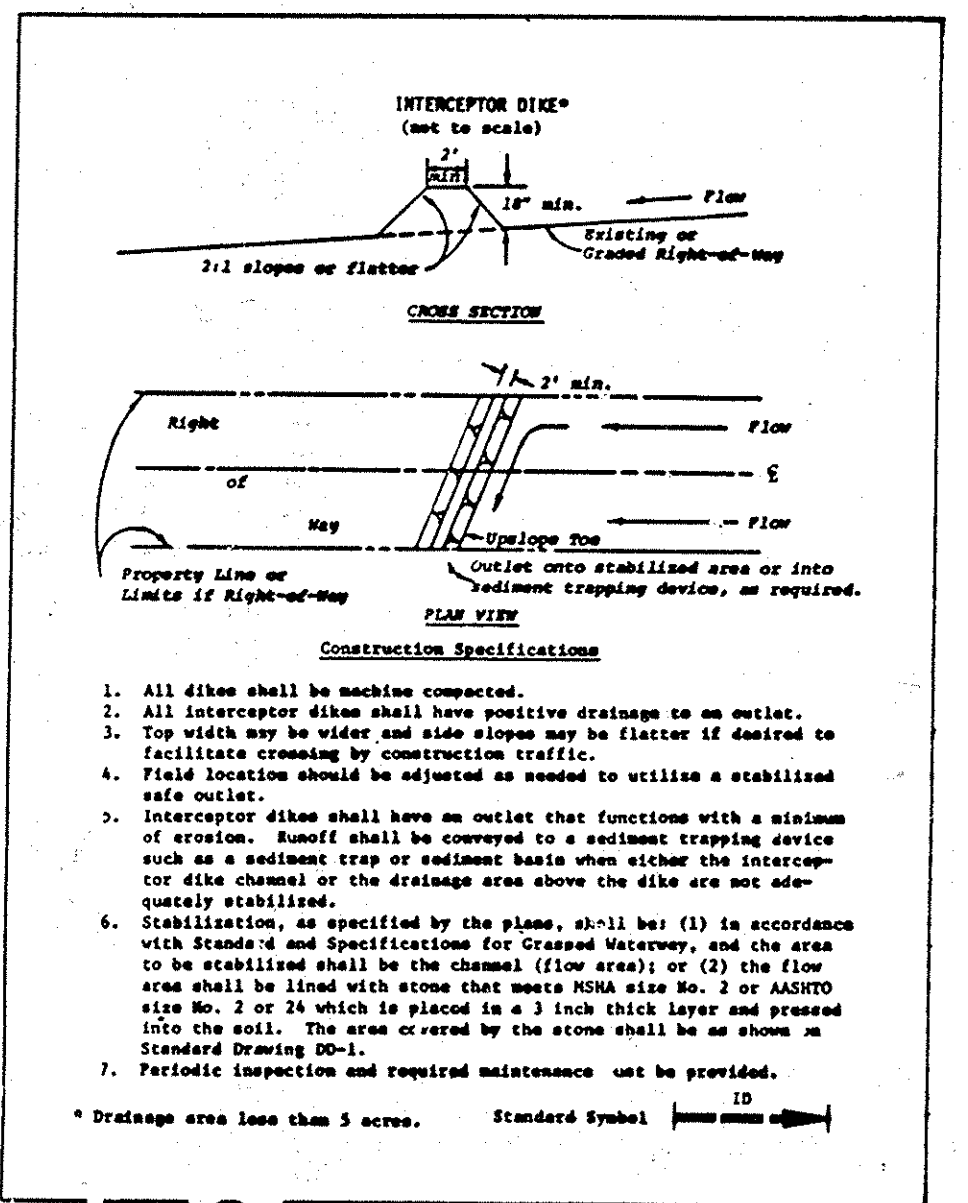 INTERCEPTOR DIKE*
(not to scale)
2'
min
18" min.
Flow
Existing or
Graded Right-of-Way
2:1 slopes or flatter
CROSS SECTION
2' min.
Right
Flow
of
℄
Way
Flow
Upslope Toe
Property Line or
Limits if Right-of-Way
Outlet onto stabilized area or into
sediment trapping device, as required.
PLAN VIEW
Construction Specifications
1. All dikes shall be machine compacted.
2. All interceptor dikes shall have positive drainage to an outlet.
3. Top width may be wider and side slopes may be flatter if desired to
facilitate crossing by construction traffic.
4. Field location should be adjusted as needed to utilize a stabilized
safe outlet.
5. Interceptor dikes shall have an outlet that functions with a minimum
of erosion. Runoff shall be conveyed to a sediment trapping device
such as a sediment trap or sediment basin when either the intercep-
tor dike channel or the drainage area above the dike are not ade-
quately stabilized.
6. Stabilization, as specified by the plans, shall be: (1) in accordance
with Standard and Specifications for Grassed Waterway, and the area
to be stabilized shall be the channel (flow area); or (2) the flow
area shall be lined with stone that meets MSHA size No. 2 or AASHTO
size No. 2 or 24 which is placed in a 3 inch thick layer and pressed
into the soil. The area covered by the stone shall be as shown on
Standard Drawing DD-1.
7. Periodic inspection and required maintenance ust be provided.
* Drainage area less than 5 acres.
Standard Symbol
ID